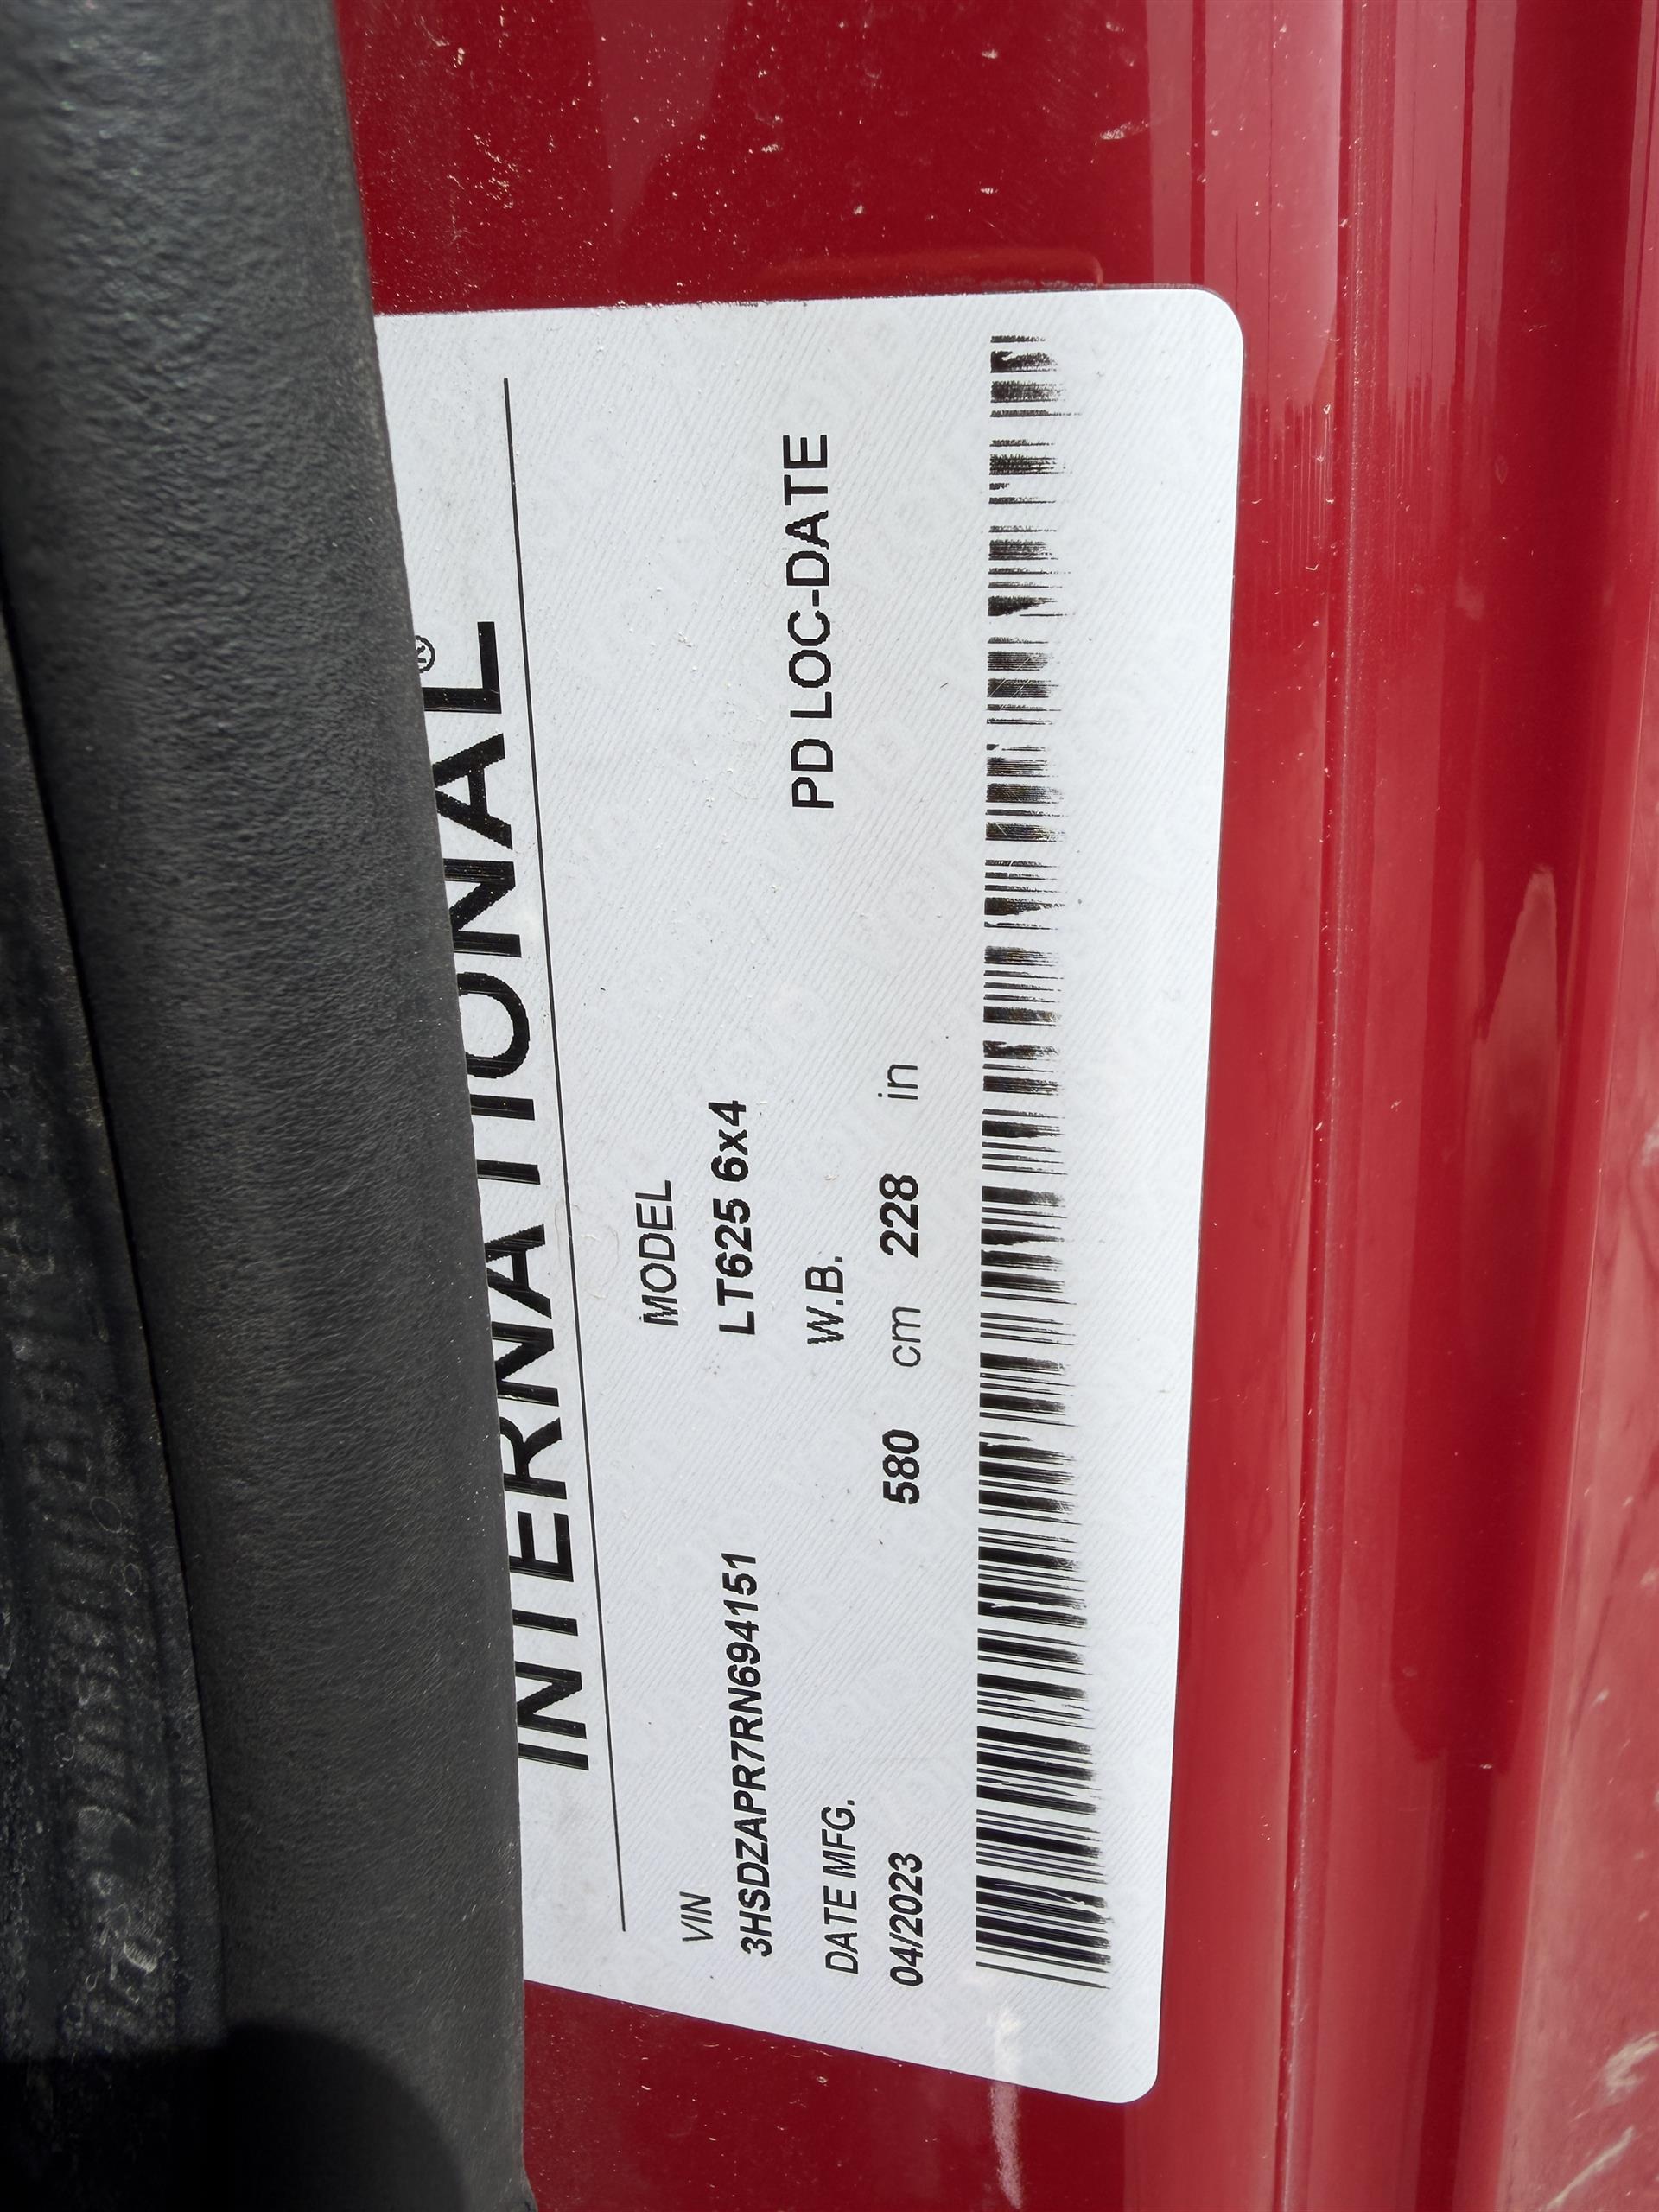 INTERNATIONAL®
VIN
3HSDZAPR7RN694151
MODEL
LT625 6x4
DATE MFG.
04/2023
W.B.
580 cm 228 in
PD LOC-DATE